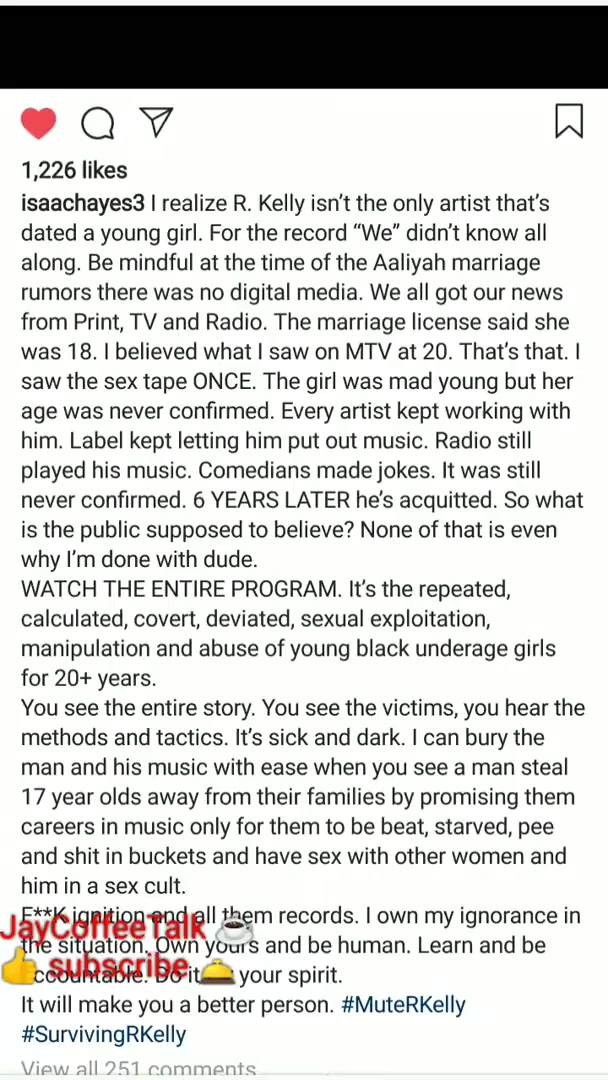 1,226 likes
isaachayes3 I realize R. Kelly isn't the only artist that's
dated a young girl. For the record “We” didn't know all
along. Be mindful at the time of the Aaliyah marriage
rumors there was no digital media. We all got our news
from Print, TV and Radio. The marriage license said she
was 18. I believed what I saw on MTV at 20. That's that. I
saw the sex tape ONCE. The girl was mad young but her
age was never confirmed. Every artist kept working with
him. Label kept letting him put out music. Radio still
played his music. Comedians made jokes. It was still
never confirmed. 6 YEARS LATER he's acquitted. So what
is the public supposed to believe? None of that is even
why I'm done with dude.
WATCH THE ENTIRE PROGRAM. It's the repeated,
calculated, covert, deviated, sexual exploitation,
manipulation and abuse of young black underage girls
for 20+ years.
You see the entire story. You see the victims, you hear the
methods and tactics. It's sick and dark. I can bury the
man and his music with ease when you see a man steal
17 year olds away from their families by promising them
careers in music only for them to be beat, starved, pee
and shit in buckets and have sex with other women and
him in a sex cult.
F**K ignition and all them records. I own my ignorance in
JayCoffeeTalk
the situation. Own yours and be human. Learn and be
subscribe
your spirit.
It will make you a better person. #MuteRKelly
#SurvivingRKelly
View all 251 comments